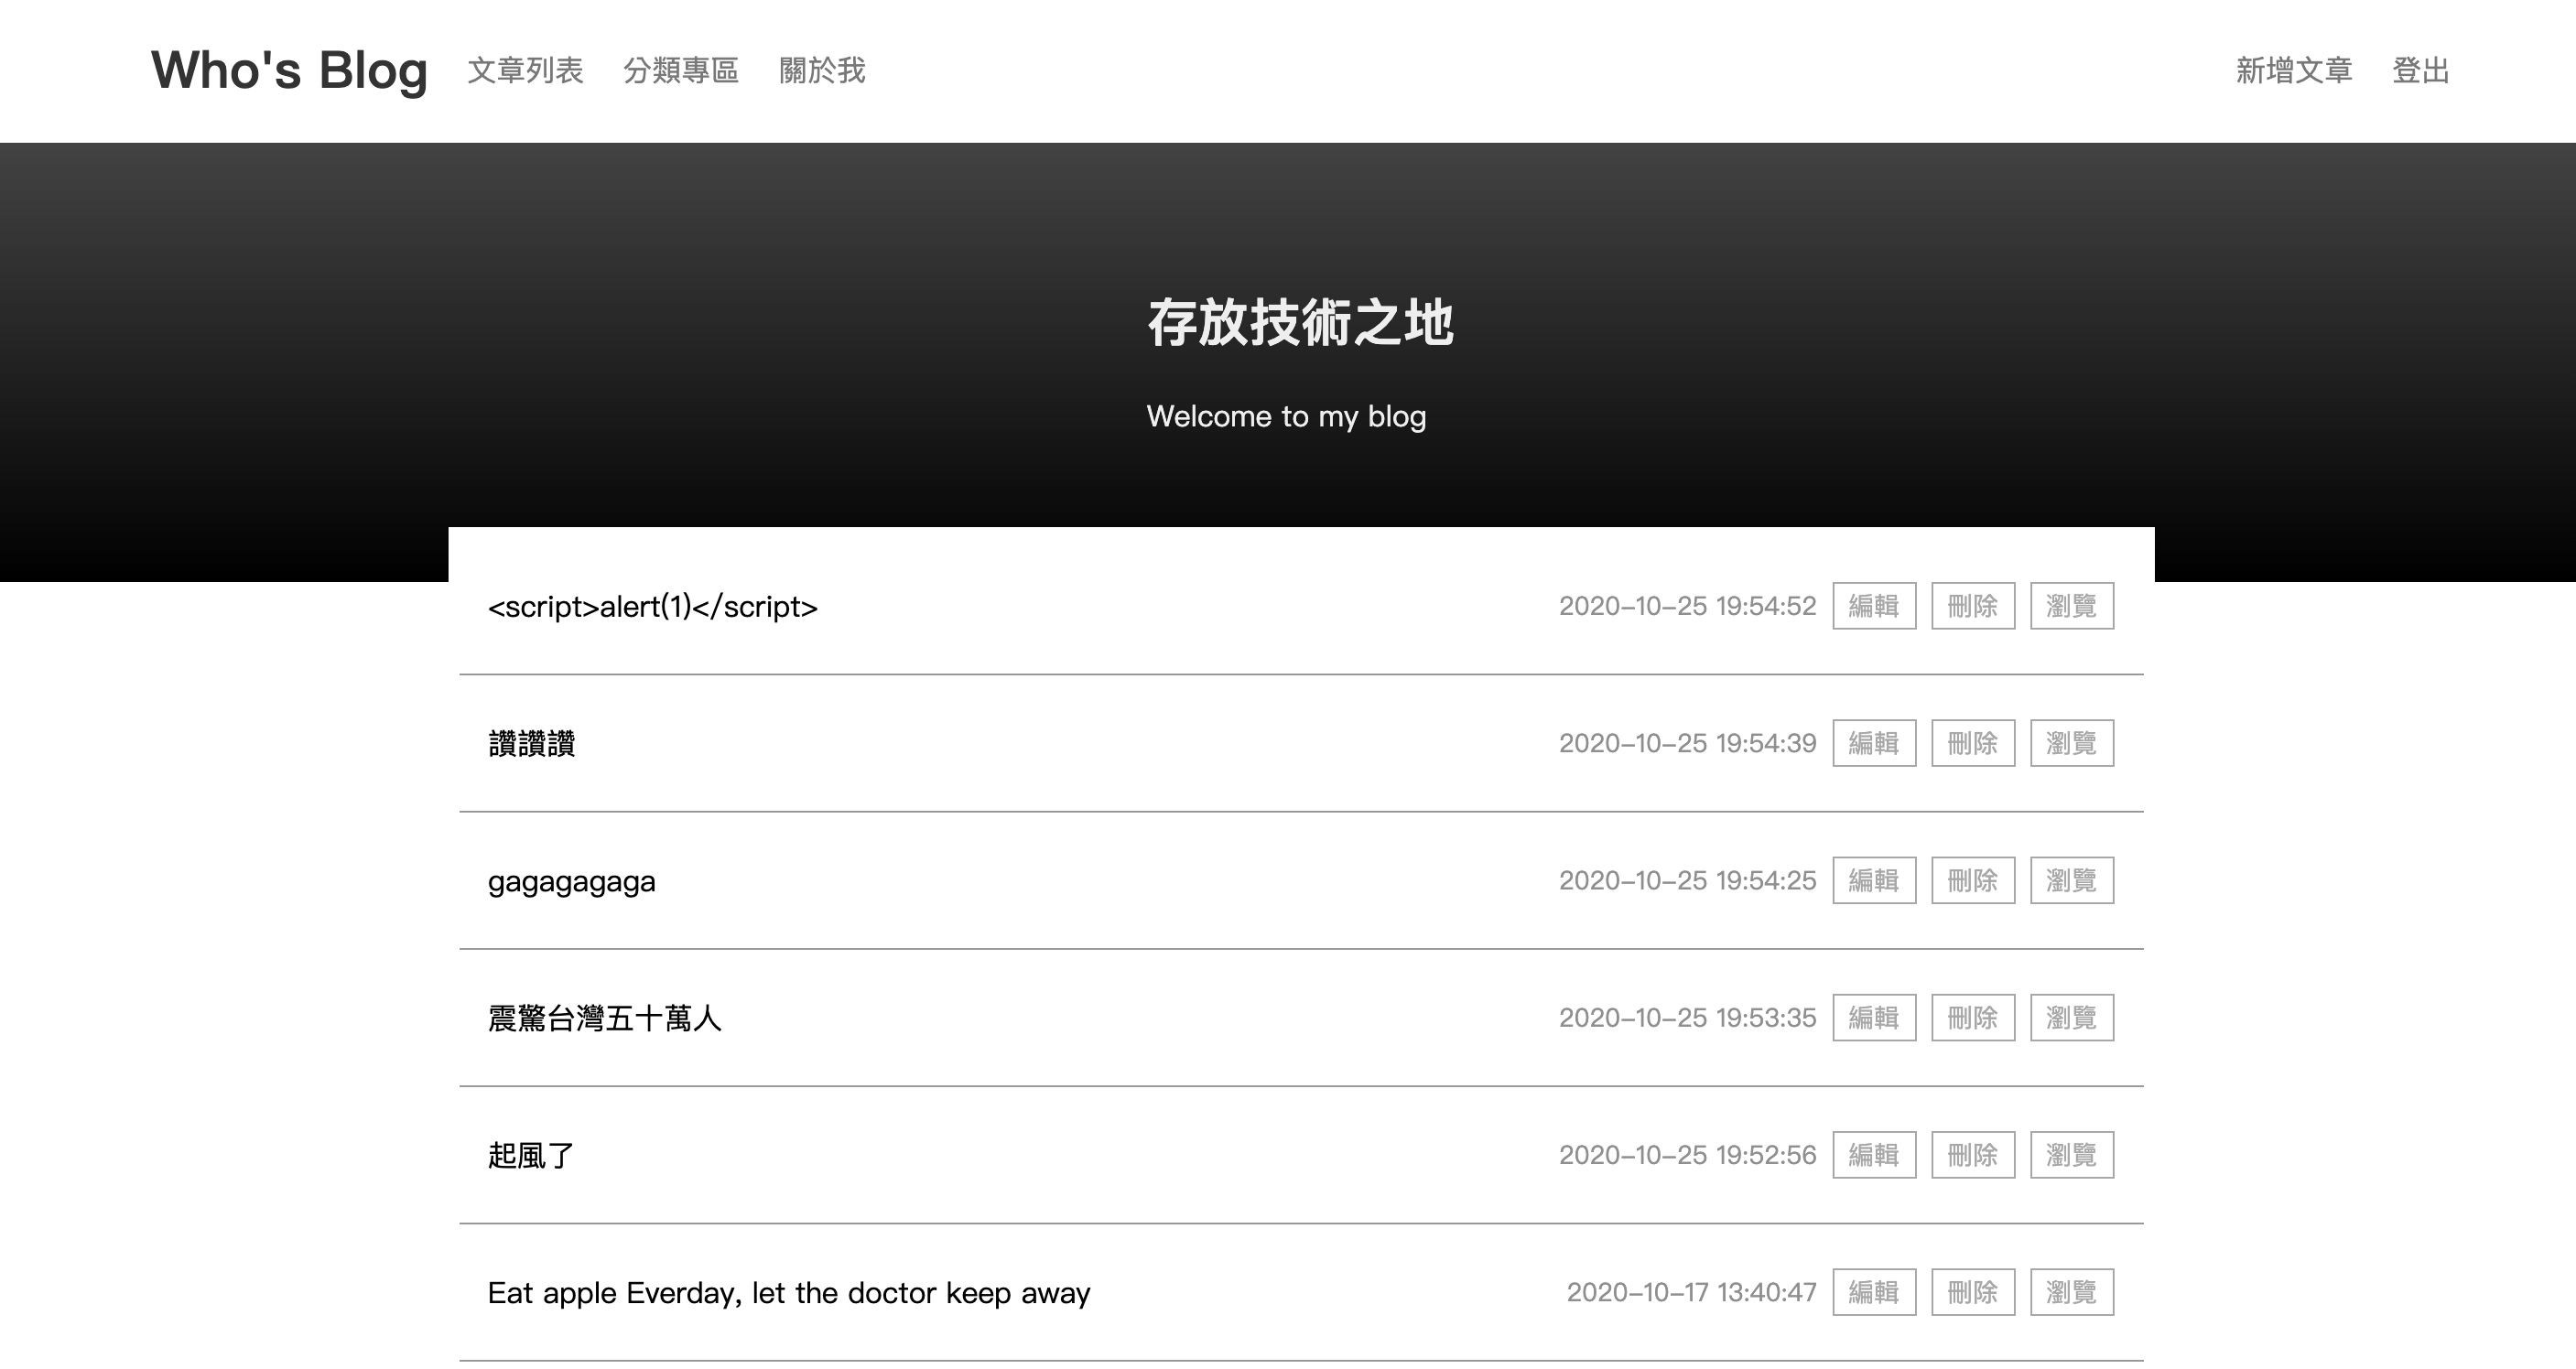 Who's Blog 文章列表 分類專區 關於我 新增文章 登出
存放技術之地
Welcome to my blog
<script>alert(1)</script> 2020-10-25 19:54:52 編輯 刪除 瀏覽
讚讚讚 2020-10-25 19:54:39 編輯 刪除 瀏覽
gagagagaga 2020-10-25 19:54:25 編輯 刪除 瀏覽
震驚台灣五十萬人 2020-10-25 19:53:35 編輯 刪除 瀏覽
起風了 2020-10-25 19:52:56 編輯 刪除 瀏覽
Eat apple Everday, let the doctor keep away 2020-10-17 13:40:47 編輯 刪除 瀏覽